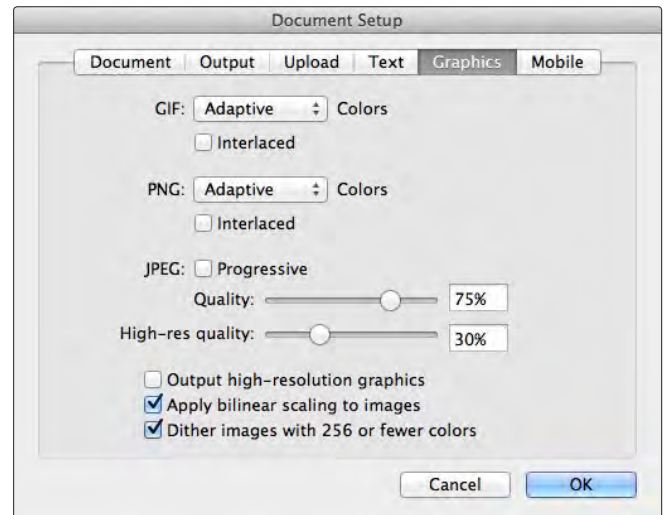 Document Setup
Document Output Upload Text Graphics Mobile
GIF: Adaptive Colors
Interlaced
PNG: Adaptive Colors
Interlaced
JPEG: Progressive
Quality: 75%
High-res quality: 30%
Output high-resolution graphics
Apply bilinear scaling to images
Dither images with 256 or fewer colors
Cancel OK